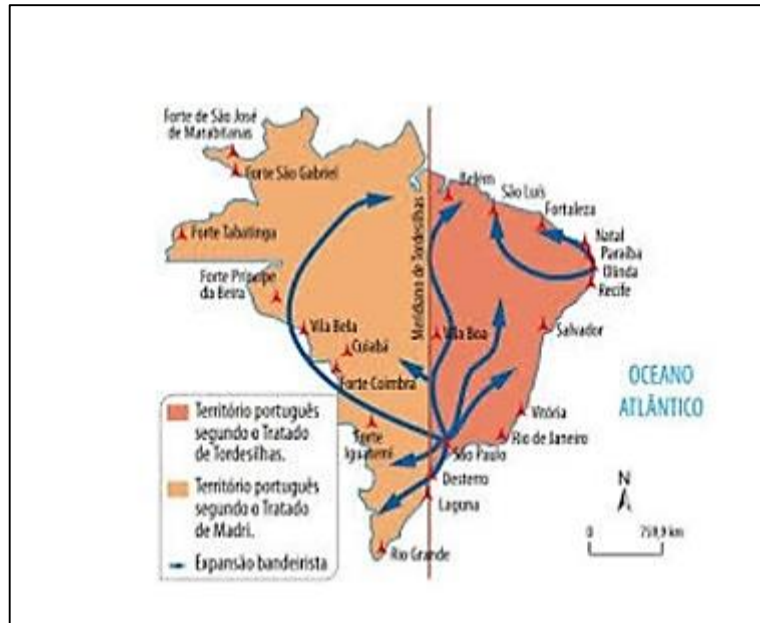 Forte de São José
de Marabitanas
Forte São Gabriel
Forte Tabatinga
Forte Príncipe
da Beira
Vila Bela
Cuiabá
Forte Coimbra
Forte
Iguatemi
Meridiano de Tordesilhas
Belém
São Luís
Fortaleza
Natal
Paraíba
Olinda
Recife
Vila Boa
Salvador
OCEANO
ATLÂNTICO
Vitória
Rio de Janeiro
São Paulo
Desterro
Laguna
Rio Grande
Território português
segundo o Tratado
de Tordesilhas.
Território português
segundo o Tratado
de Madri.
Expansão bandeirista
N
0 758,9 km